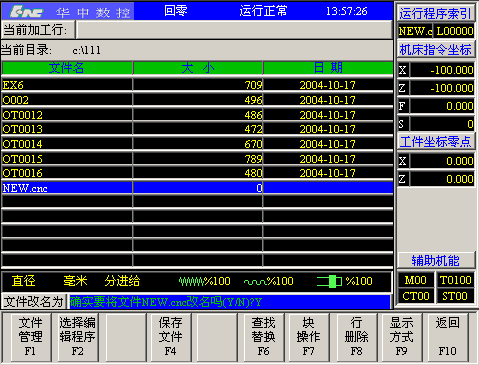 CNC 华中数控 回零 运行正常 13:57:26 运行程序索引
当前加工行: NEW.c L00000
当前目录: c:\111 机床指令坐标
文件名 大 小 日 期
X -100.000
EX6 709 2004-10-17
Z -100.000
O002 496 2004-10-17
F 0.000
OT0012 486 2004-10-17
S 0
OT0013 472 2004-10-17
工件坐标零点
OT0014 670 2004-10-17
X 0.000
OT0015 789 2004-10-17
Z 0.000
OT0016 480 2004-10-17
NEW.cnc 0
辅助机能
直径 毫米 分进给 %100 %100 %100
M00 T0100
CT00 ST00
文件改名为 确实要将文件NEW.cnc改名吗(Y/N)?Y
文件管理 F1
选择编辑程序 F2
保存文件 F4
查找替换 F6
块操作 F7
行删除 F8
显示方式 F9
返回 F10